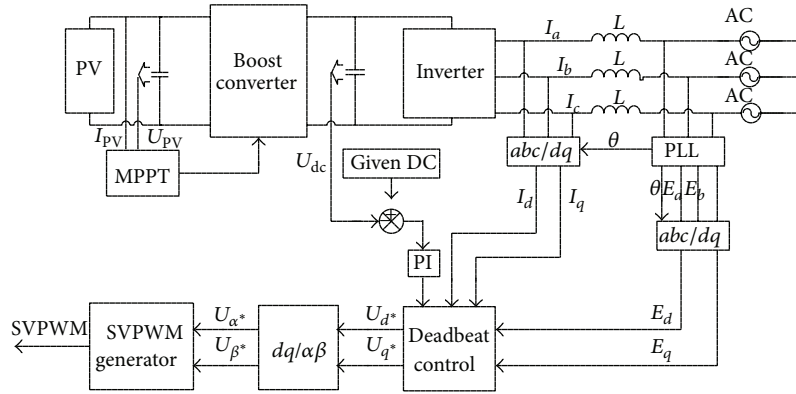 PV
Boost
converter
Inverter
I_a
L
AC
I_b
L
AC
I_c
L
AC
I_PV
U_PV
MPPT
U_dc
Given DC
abc/dq
θ
PLL
θ E_a E_b
abc/dq
I_d
I_q
PI
E_d
E_q
SVPWM
SVPWM
generator
U_α*
U_β*
dq/αβ
U_d*
U_q*
Deadbeat
control